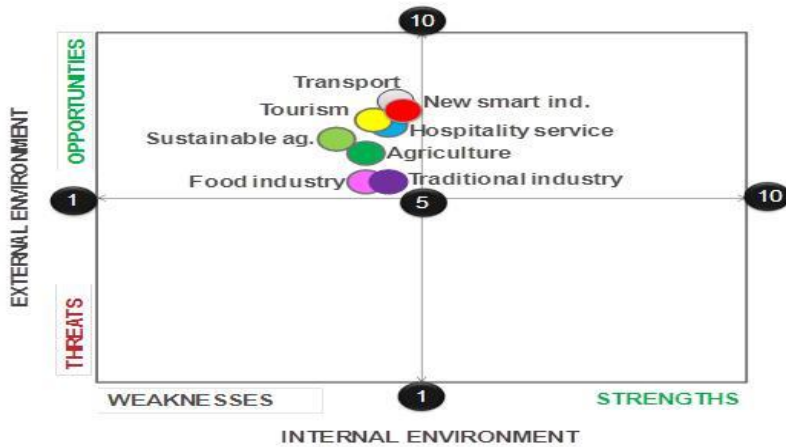 10
OPPORTUNITIES
Transport
New smart ind.
Tourism
Hospitality service
Sustainable ag.
Agriculture
Food industry
Traditional industry
EXTERNAL ENVIRONMENT
1
5
10
THREATS
WEAKNESSES
1
STRENGTHS
INTERNAL ENVIRONMENT